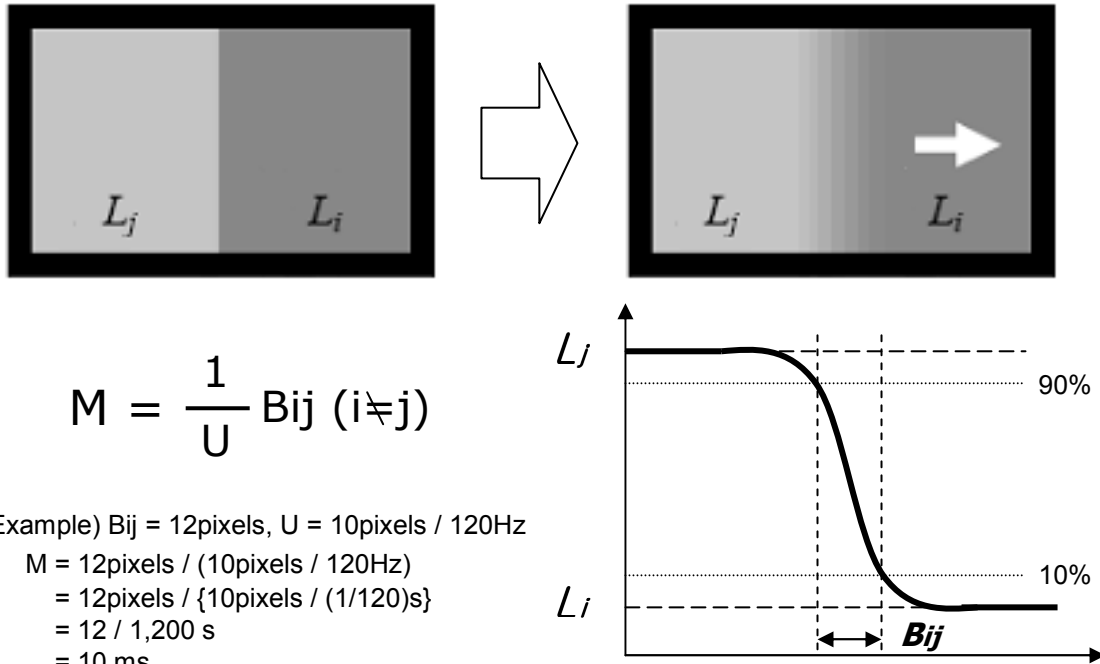 Lj
Li
Lj
Li
M = 1/U Bij (i≒j)
Example) Bij = 12pixels, U = 10pixels / 120Hz
M = 12pixels / (10pixels / 120Hz)
= 12pixels / {10pixels / (1/120)s}
= 12 / 1,200 s
= 10 ms
Lj
90%
10%
Li
Bij